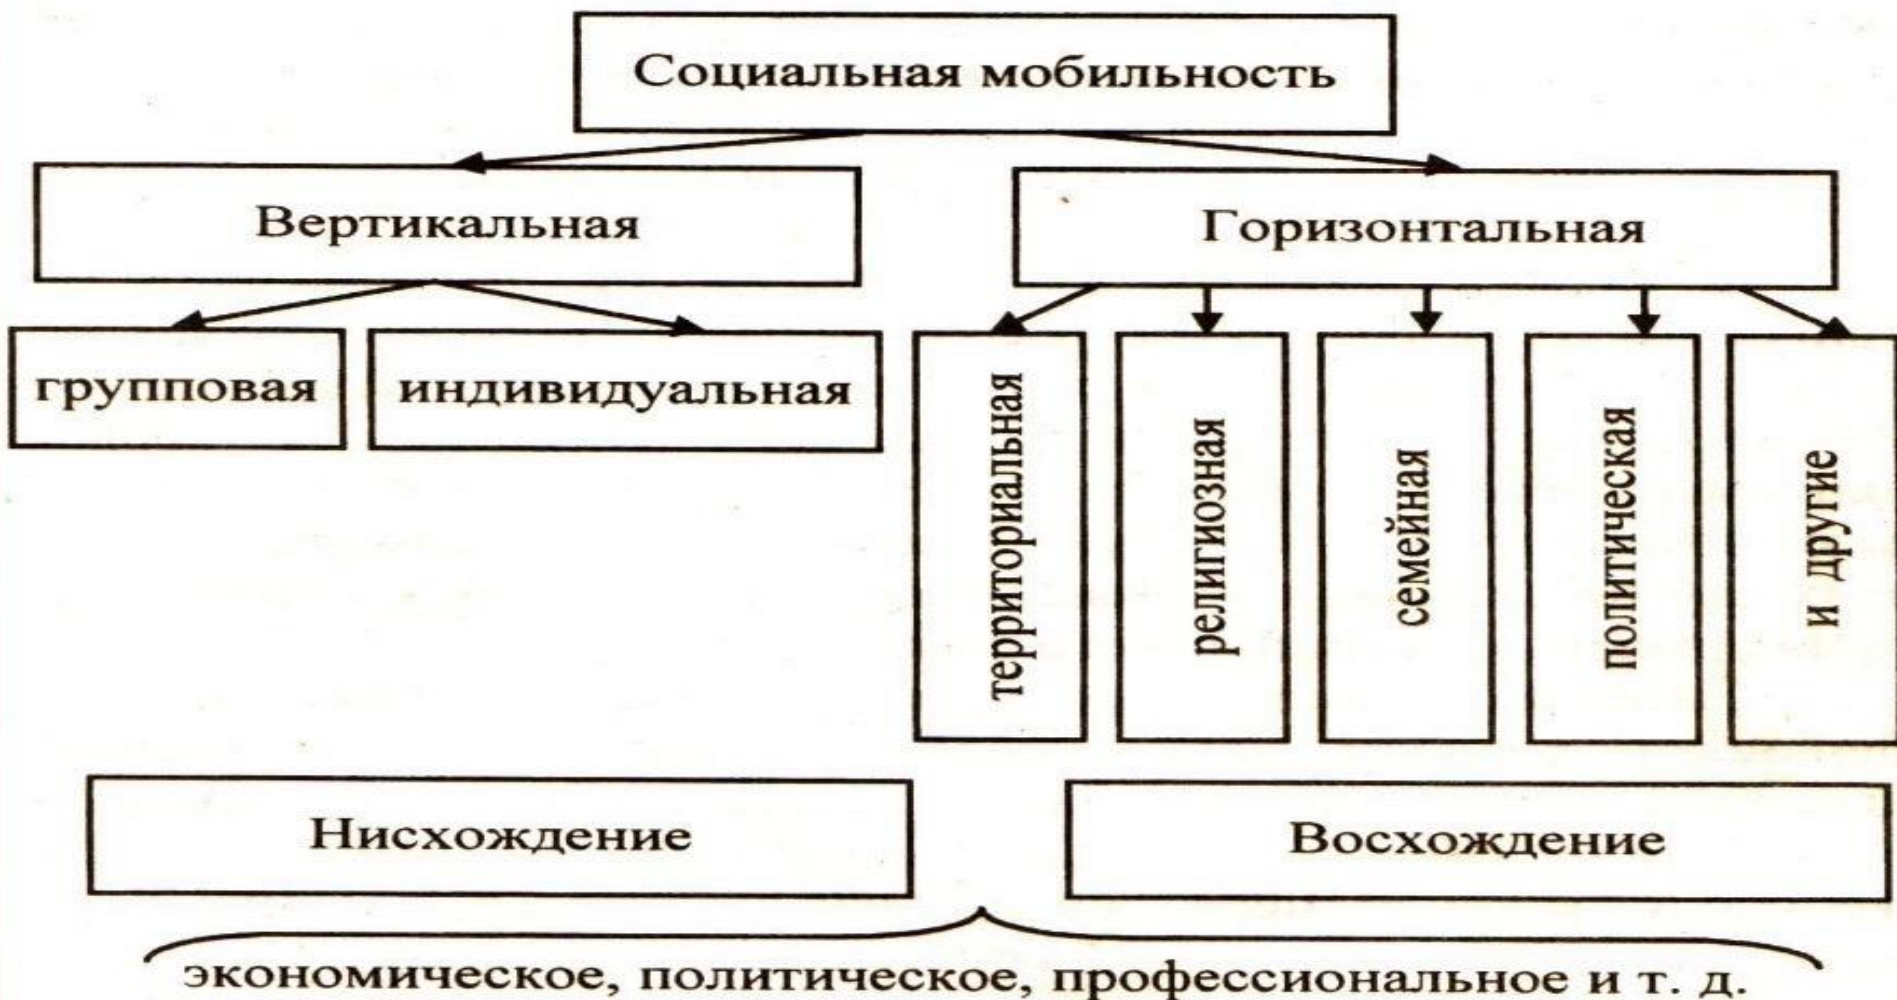 Социальная мобильность
Вертикальная
Горизонтальная
групповая
индивидуальная
территориальная
религиозная
семейная
политическая
и другие
Нисхождение
Восхождение
экономическое, политическое, профессиональное и т. д.